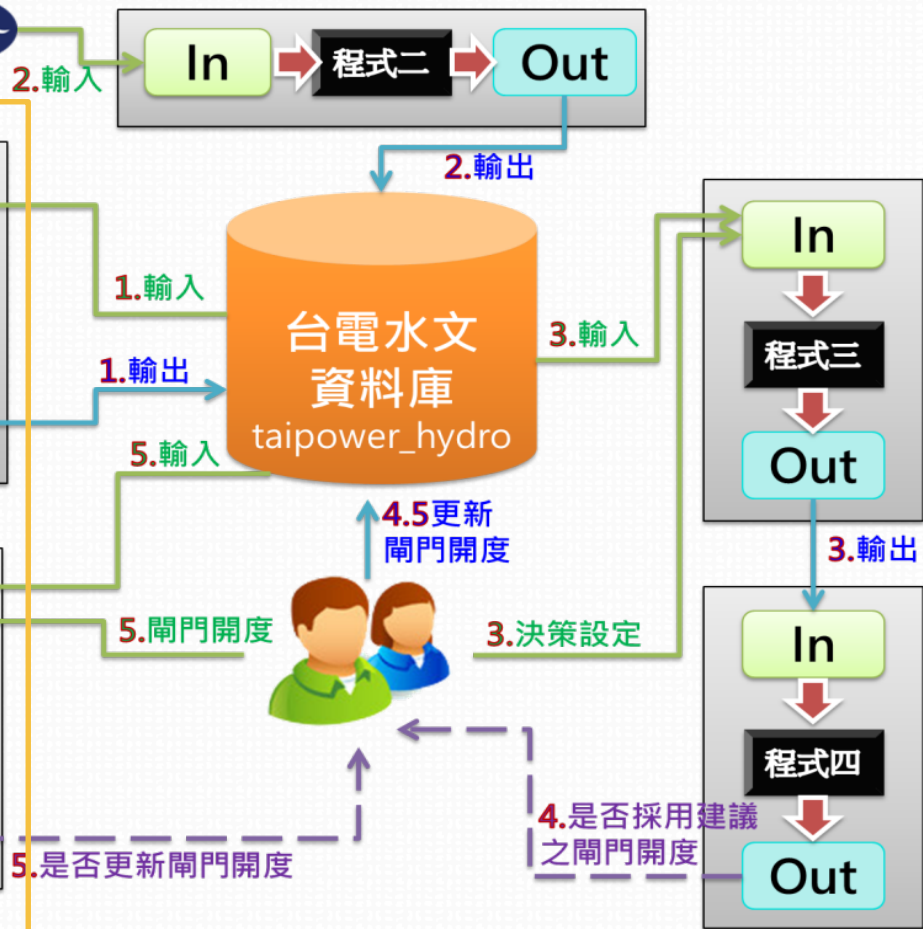 2.輸入
In
程式二
Out
2.輸出
1.輸入
台電水文
資料庫
taipower_hydro
1.輸出
5.輸入
3.輸入
In
程式三
Out
3.輸出
4.5更新
閘門開度
5.閘門開度
3.決策設定
In
程式四
Out
4.是否採用建議
之閘門開度
5.是否更新閘門開度